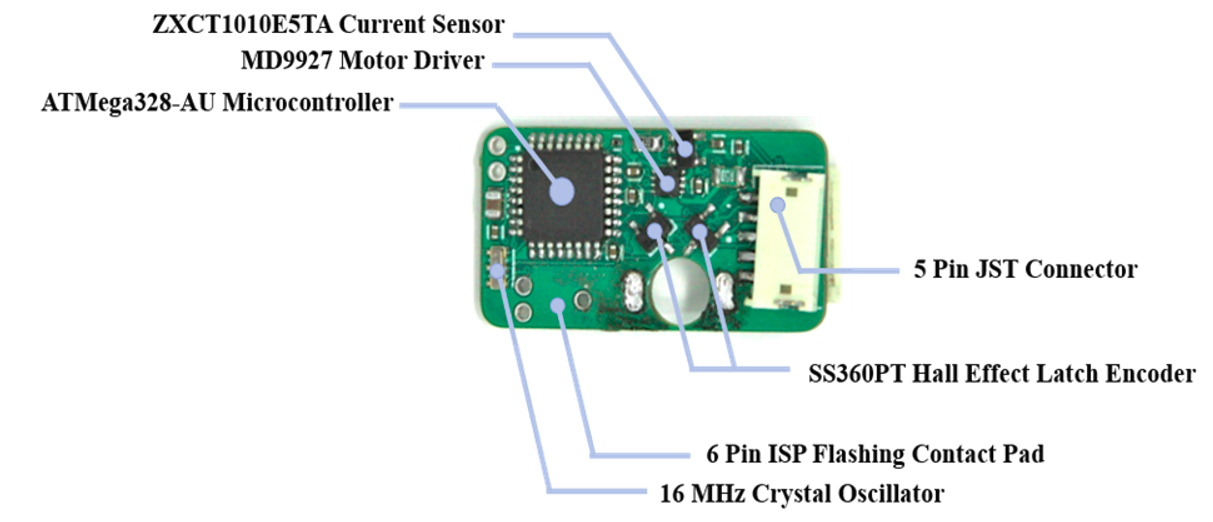 ZXCT1010E5TA Current Sensor
MD9927 Motor Driver
ATMega328-AU Microcontroller
5 Pin JST Connector
SS360PT Hall Effect Latch Encoder
6 Pin ISP Flashing Contact Pad
16 MHz Crystal Oscillator